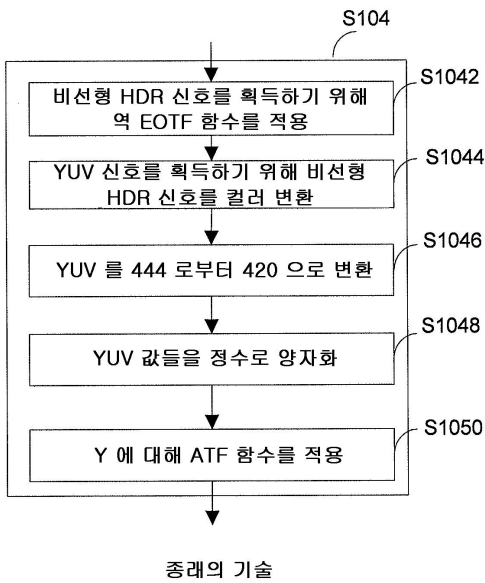 S104
S1042
비선형 HDR 신호를 획득하기 위해
역 EOTF 함수를 적용
S1044
YUV 신호를 획득하기 위해 비선형
HDR 신호를 컬러 변환
S1046
YUV 를 444 로부터 420 으로 변환
S1048
YUV 값들을 정수로 양자화
S1050
Y 에 대해 ATF 함수를 적용
종래의 기술